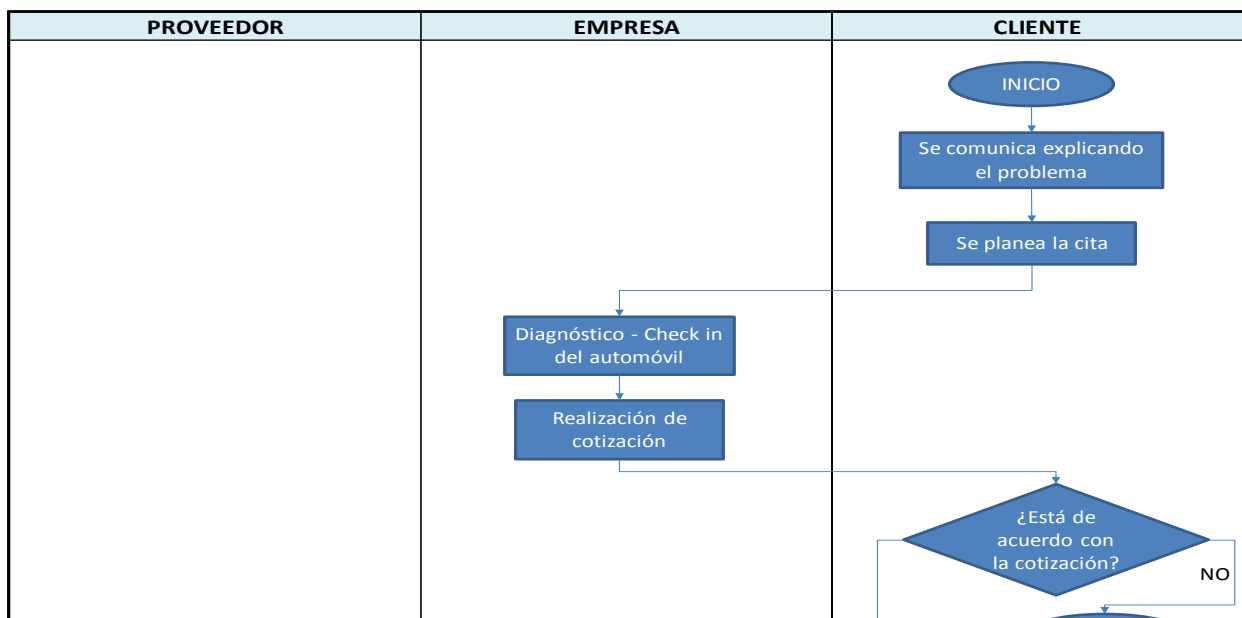 PROVEEDOR
EMPRESA
CLIENTE
INICIO
Se comunica explicando
el problema
Se planea la cita
Diagnóstico - Check in
del automóvil
Realización de
cotización
¿Está de
acuerdo con
la cotización?
NO